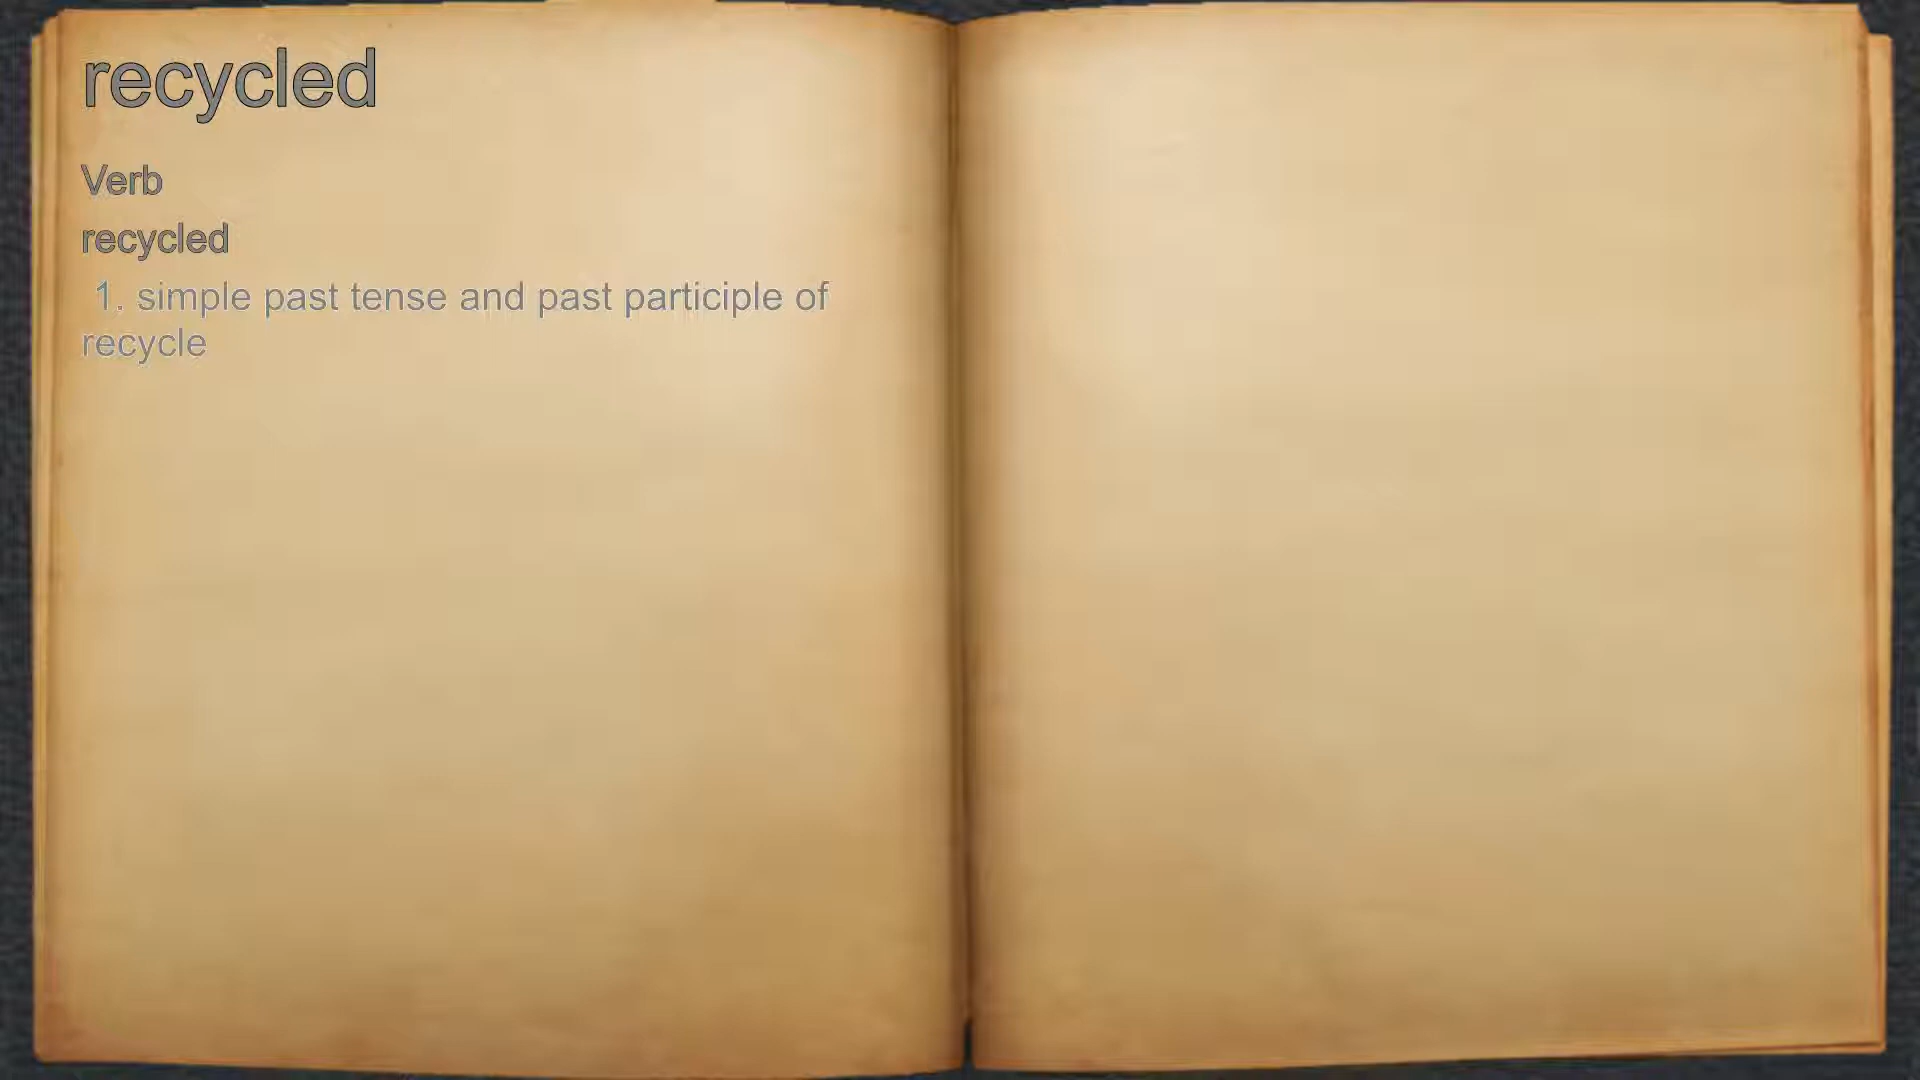 recycled
Verb
recycled
1. simple past tense and past participle of
recycle